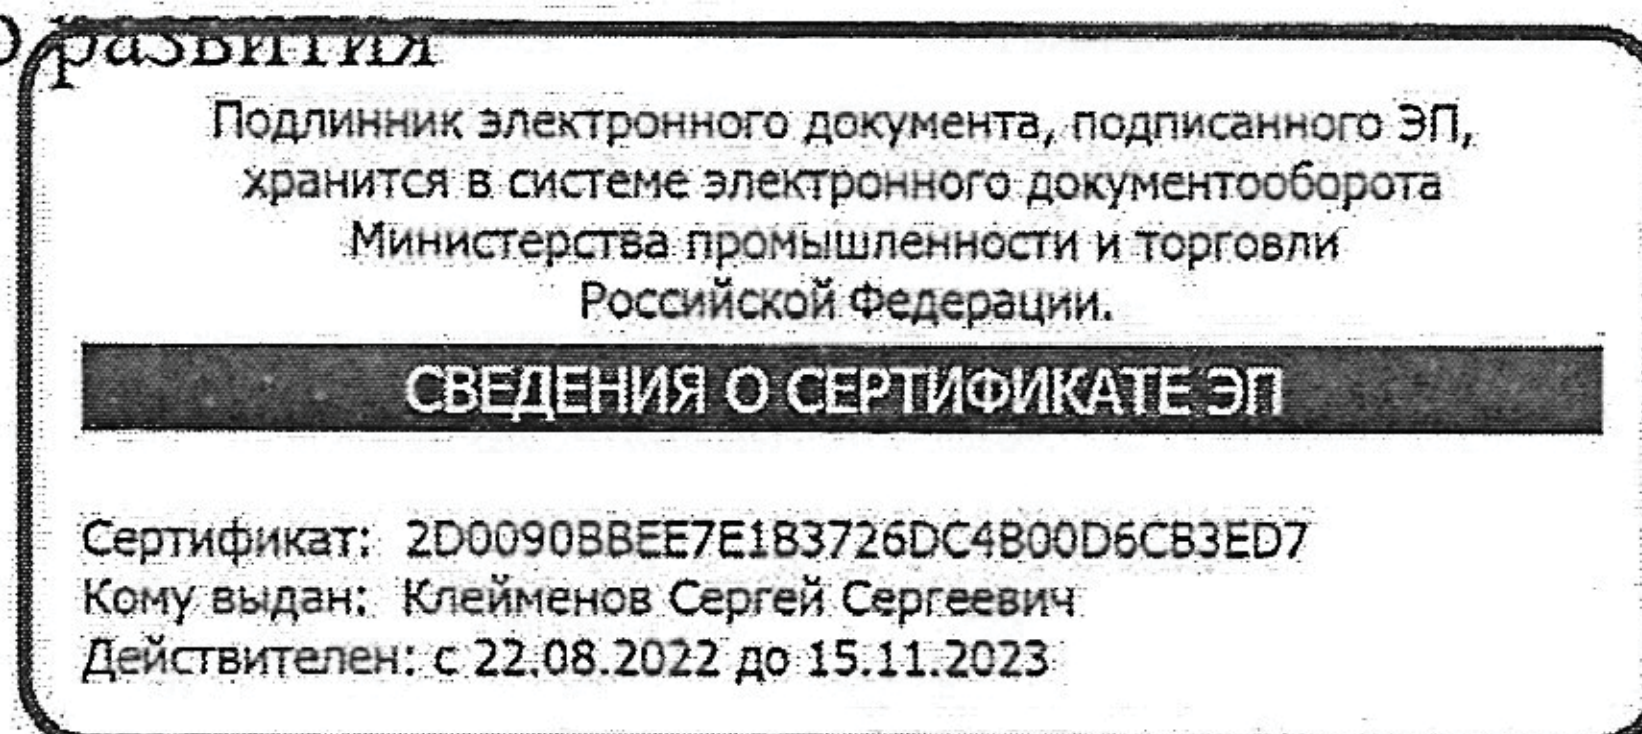 о развития
Подлинник электронного документа, подписанного ЭП,
хранится в системе электронного документооборота
Министерства промышленности и торговли
Российской Федерации.
СВЕДЕНИЯ О СЕРТИФИКАТЕ ЭП
Сертификат: 2D0090BBEE7E1B3726DC4B00D6CB3ED7
Кому выдан: Клейменов Сергей Сергеевич
Действителен: с 22.08.2022 до 15.11.2023